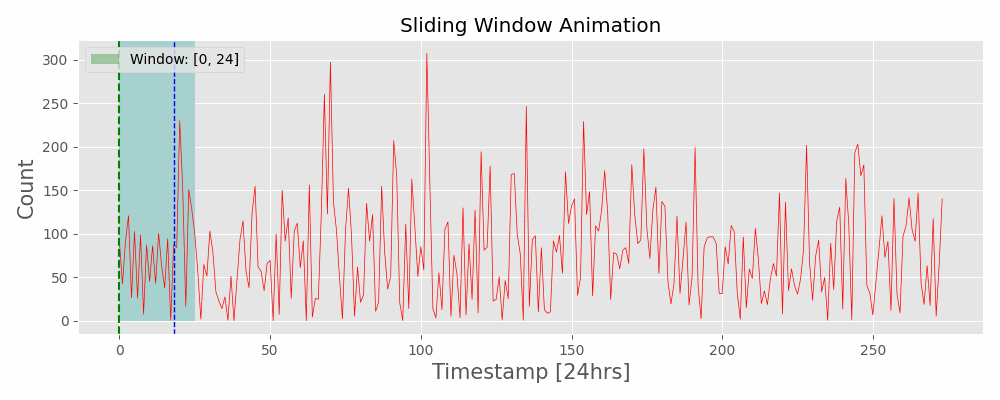 Sliding Window Animation
Window: [0, 24]
300
250
200
150
100
50
0
Count
0 50 100 150 200 250
Timestamp [24hrs]